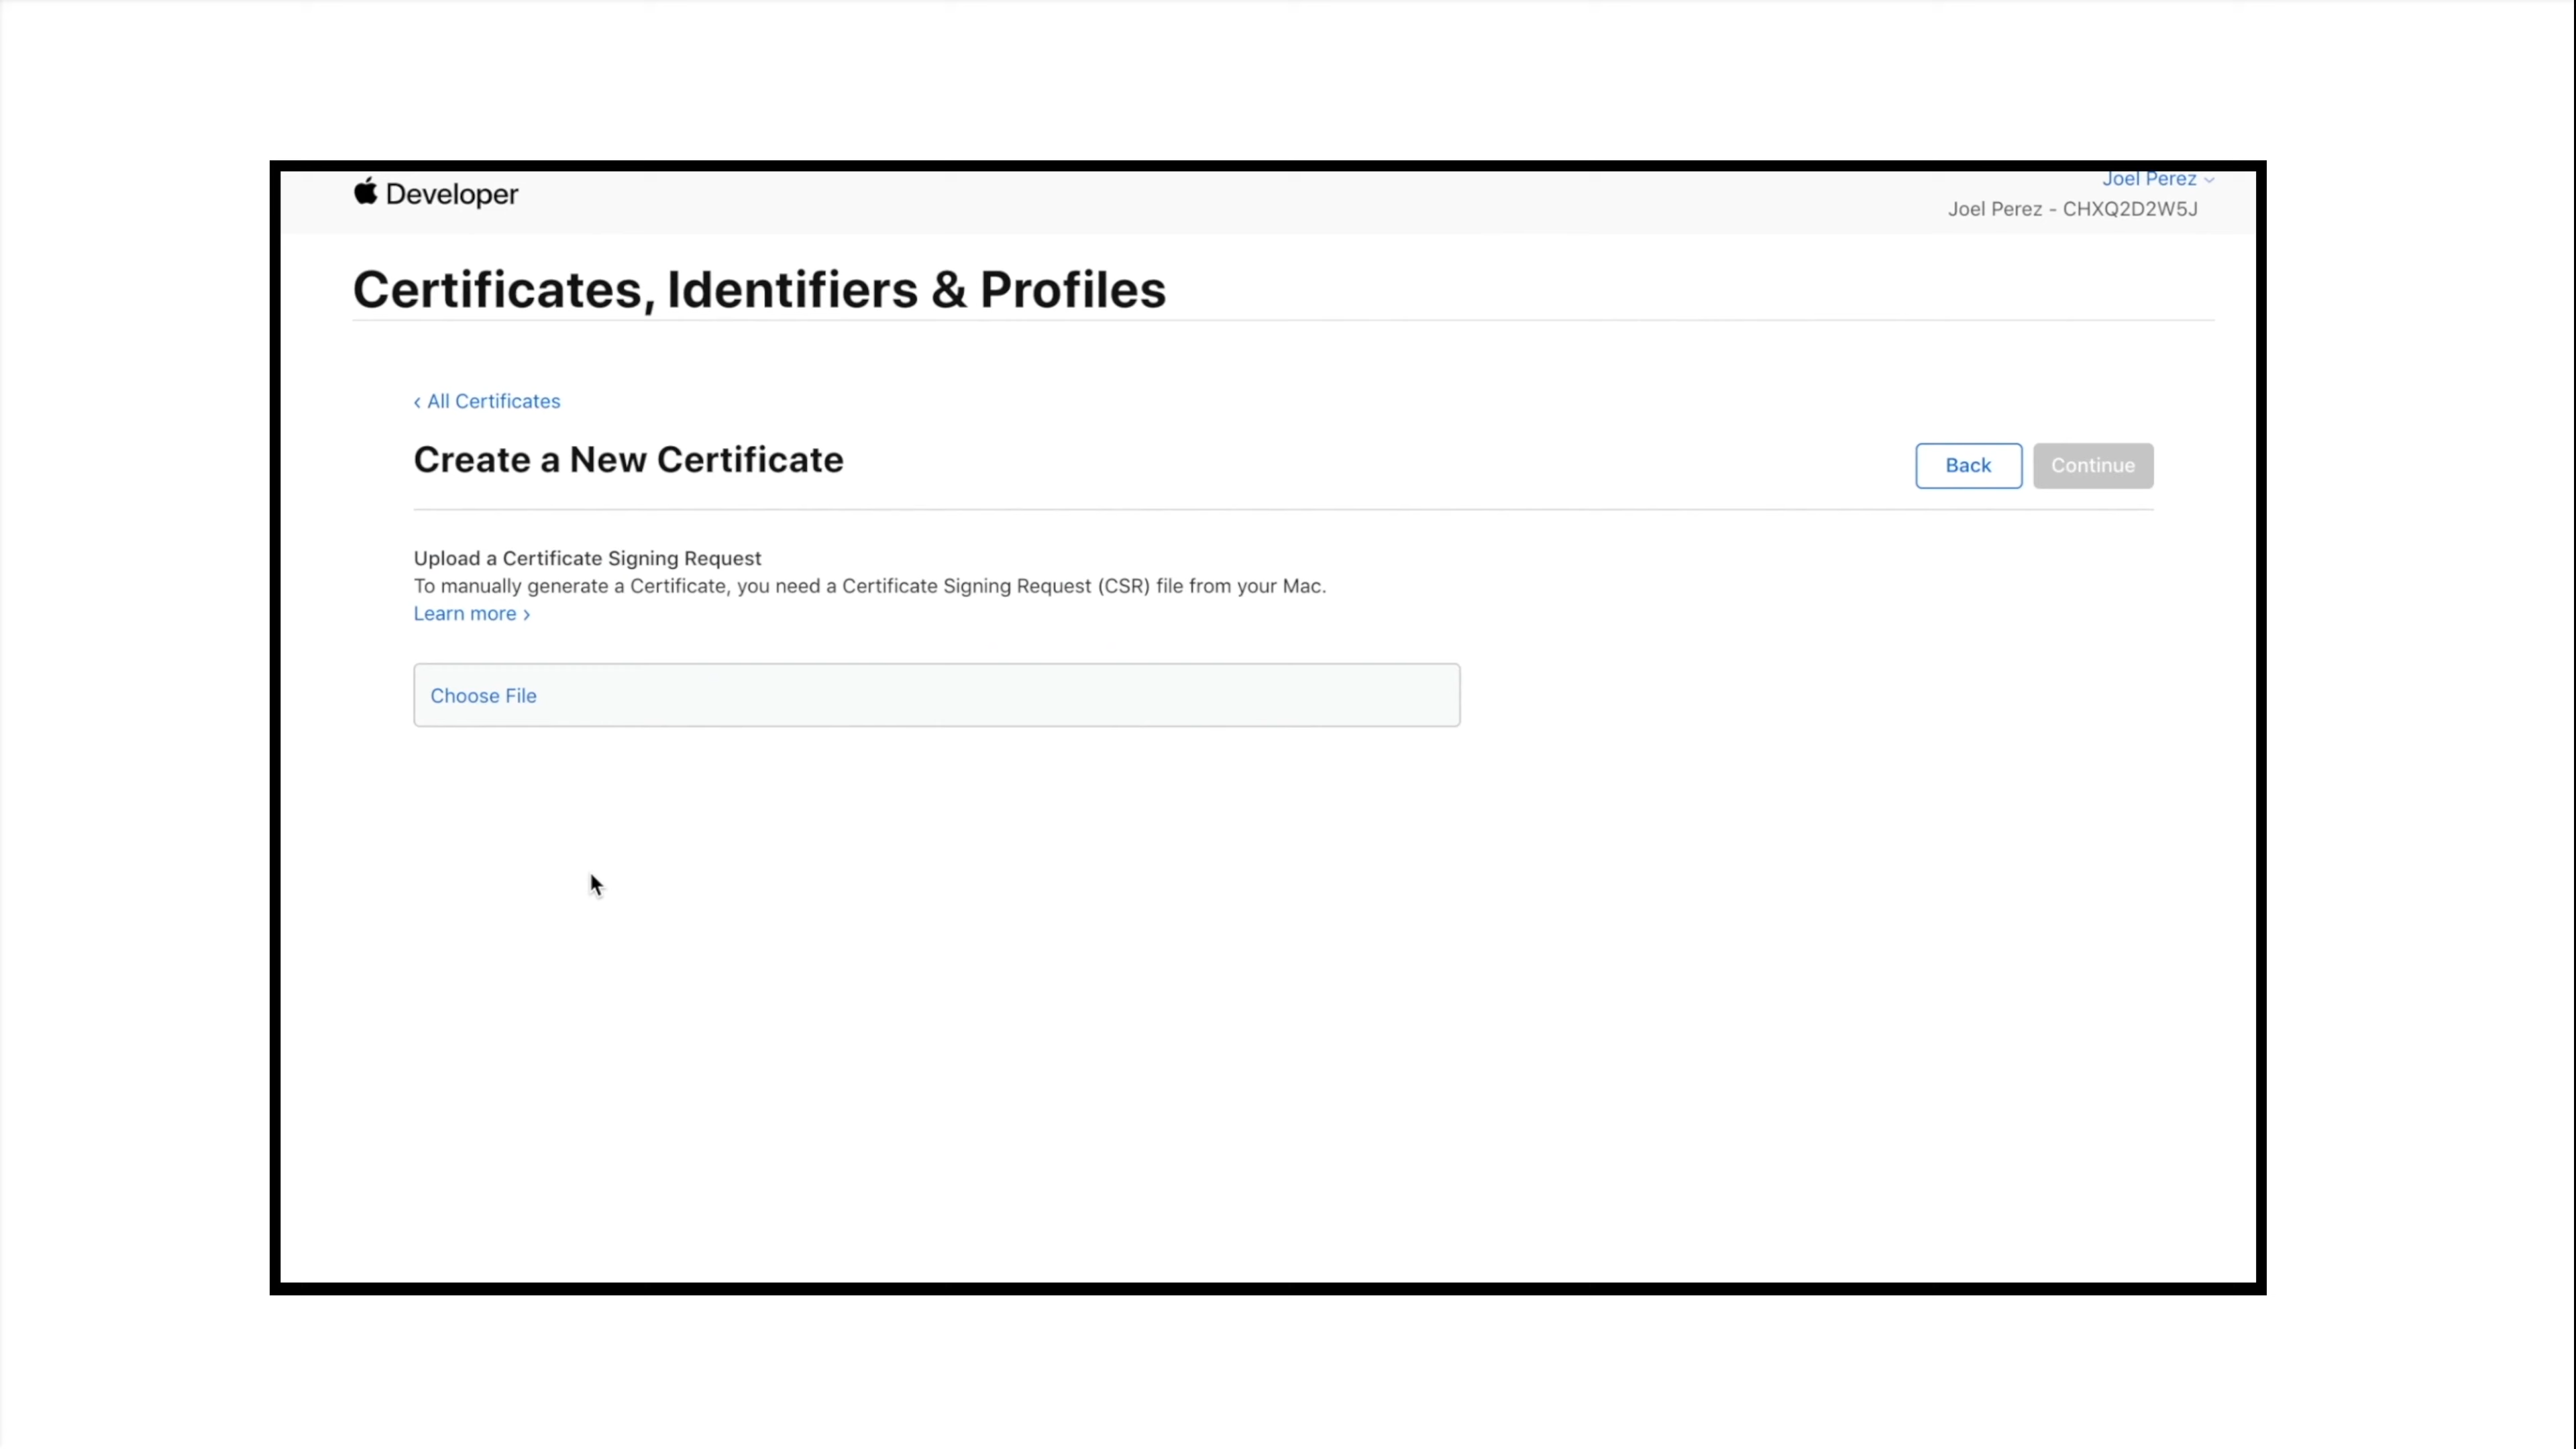 Developer
Joel Perez
Joel Perez - CHXQ2D2W5J
Certificates, Identifiers & Profiles
‹ All Certificates
Create a New Certificate
Back
Continue
Upload a Certificate Signing Request
To manually generate a Certificate, you need a Certificate Signing Request (CSR) file from your Mac.
Learn more ›
Choose File